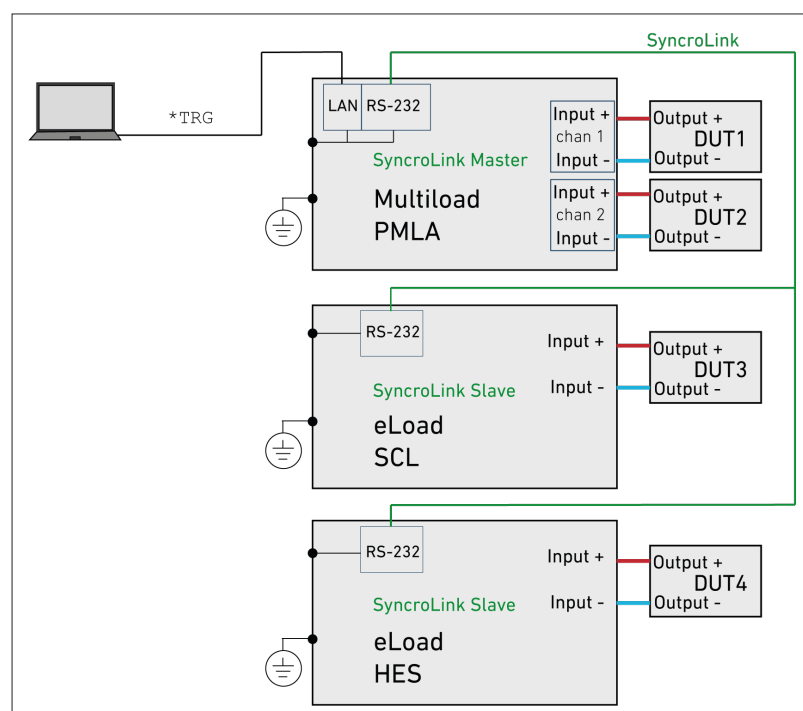 SyncroLink
*TRG
LAN RS-232
SyncroLink Master
Multiload
PMLA
Input +
chan 1
Input -
Output +
DUT1
Output -
Input +
chan 2
Input -
Output +
DUT2
Output -
RS-232
SyncroLink Slave
eLoad
SCL
Input +
Input -
Output +
DUT3
Output -
RS-232
SyncroLink Slave
eLoad
HES
Input +
Input -
Output +
DUT4
Output -